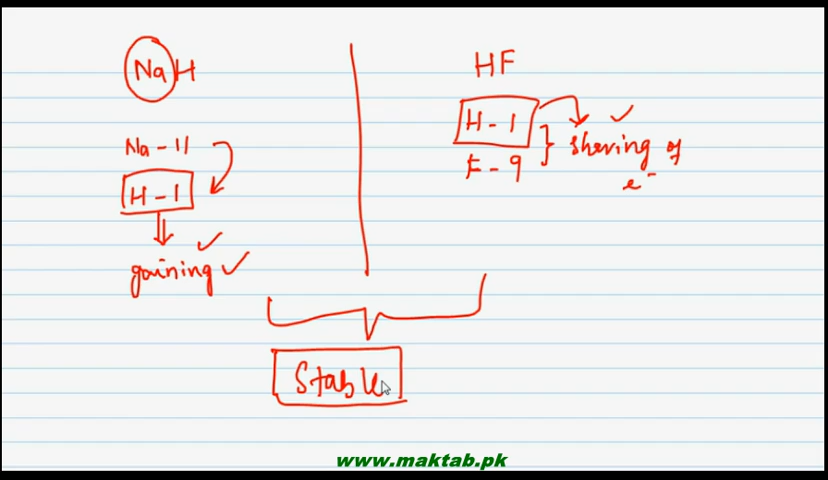 NaH
Na - 11
H - 1
gaining
HF
H - 1
F - 9
sharing of
e⁻
Stable
www.maktab.pk